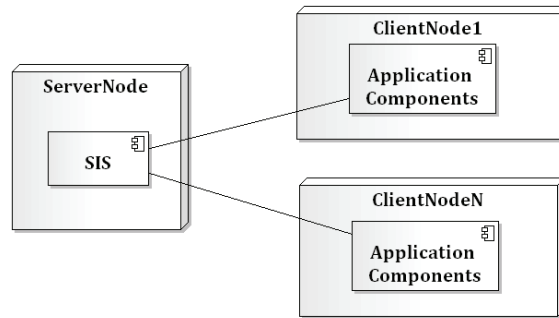 ServerNode
SIS
ClientNode1
Application
Components
ClientNodeN
Application
Components